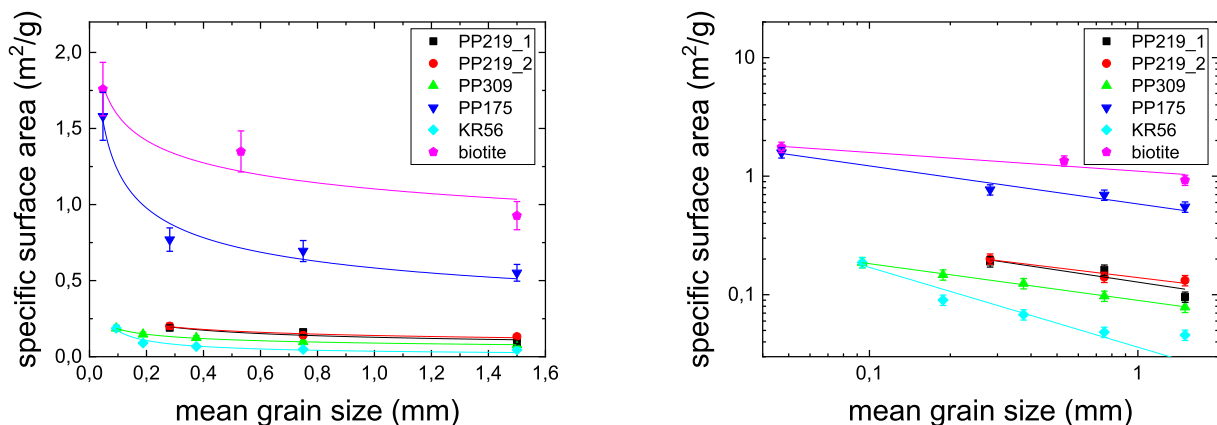 specific surface area (m²/g)
2,0
1,5
1,0
0,5
0,0
0,0 0,2 0,4 0,6 0,8 1,0 1,2 1,4 1,6
mean grain size (mm)
PP219_1
PP219_2
PP309
PP175
KR56
biotite
specific surface area (m²/g)
10
1
0,1
0,1 1
mean grain size (mm)
PP219_1
PP219_2
PP309
PP175
KR56
biotite